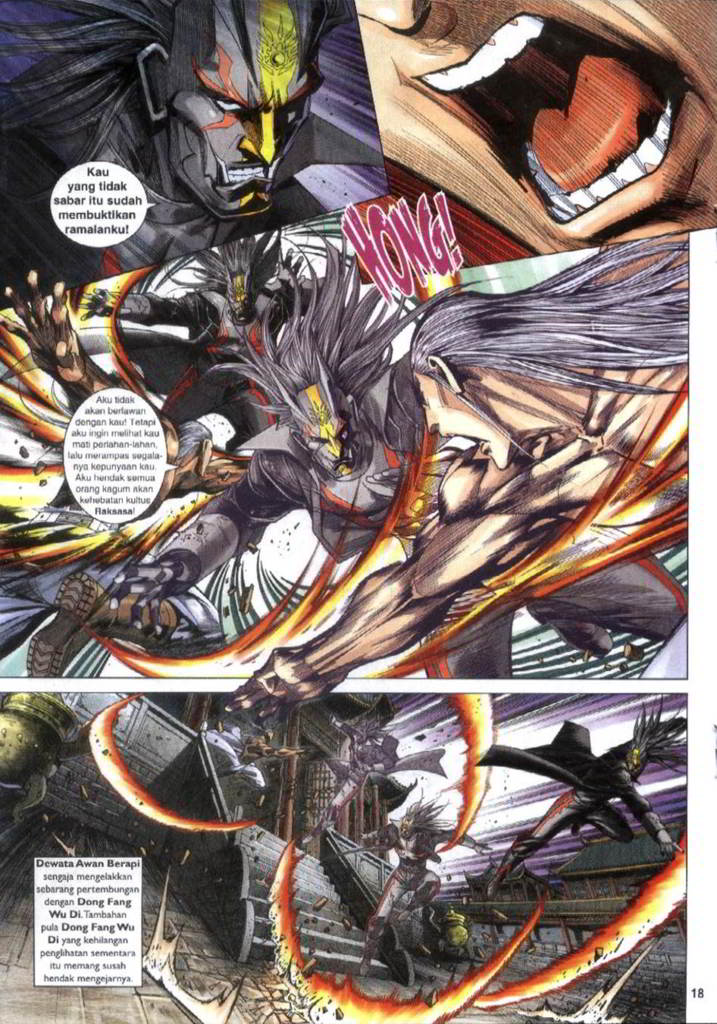 Kau
yang tidak
sabar itu sudah
membuktikan
ramalanku!
HONG!
Aku tidak
akan berlawan
dengan kau! Tetapi
aku ingin melihat kau
mati perlahan-lahan,
lalu merampas segala-
nya kepunyaan kau.
Aku hendak semua
orang kagum akan
kehebatan kultus
Raksasa!
Dewata Awan Berapi
sengaja mengelakkan
sebarang pertembungan
dengan Dong Fang
Wu Di. Tambahan
pula Dong Fang Wu
Di yang kehilangan
penglihatan sementara
itu memang susah
hendak mengejarnya.
18